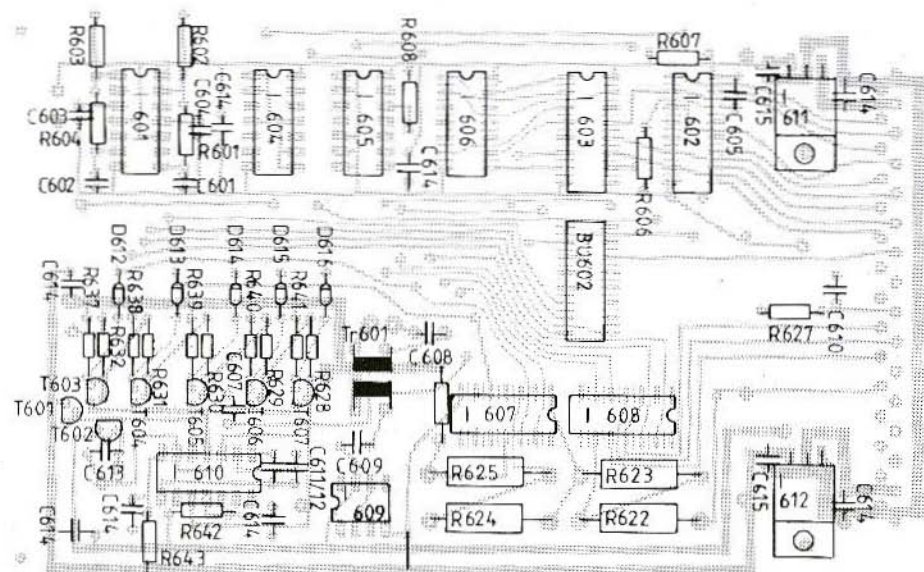 R603
R602
R608
R607
C603
R604
601
C604
C614
R601
604
605
606
603
602
C605
C615
611
C614
C602
C601
C614
R606
BU602
D612
D613
D614
D615
D616
C614
R637
R638
R639
R640
R641
Tr601
C608
R627
C610
R632
R631
R630
C607
R629
R628
T603
T601
T602
T604
T605
T606
T607
C613
610
C611/12
C609
609
607
608
R625
R623
R624
R622
C615
612
C614
C614
C614
R642
C614
R643